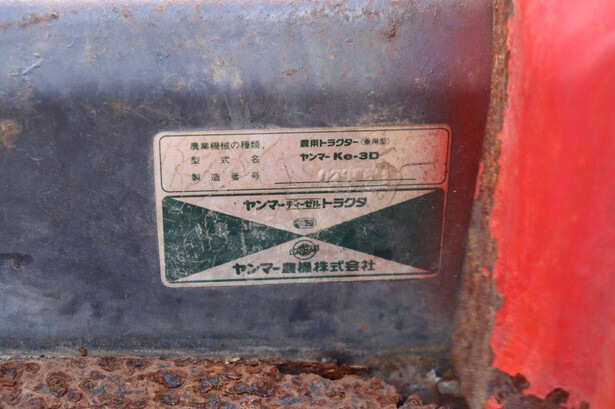 農業機械の種類 農用トラクター(乗用型)
型式名 ヤンマー Ke-3D
製造番号
ヤンマーディーゼルトラクタ
ヤンマー農機株式会社